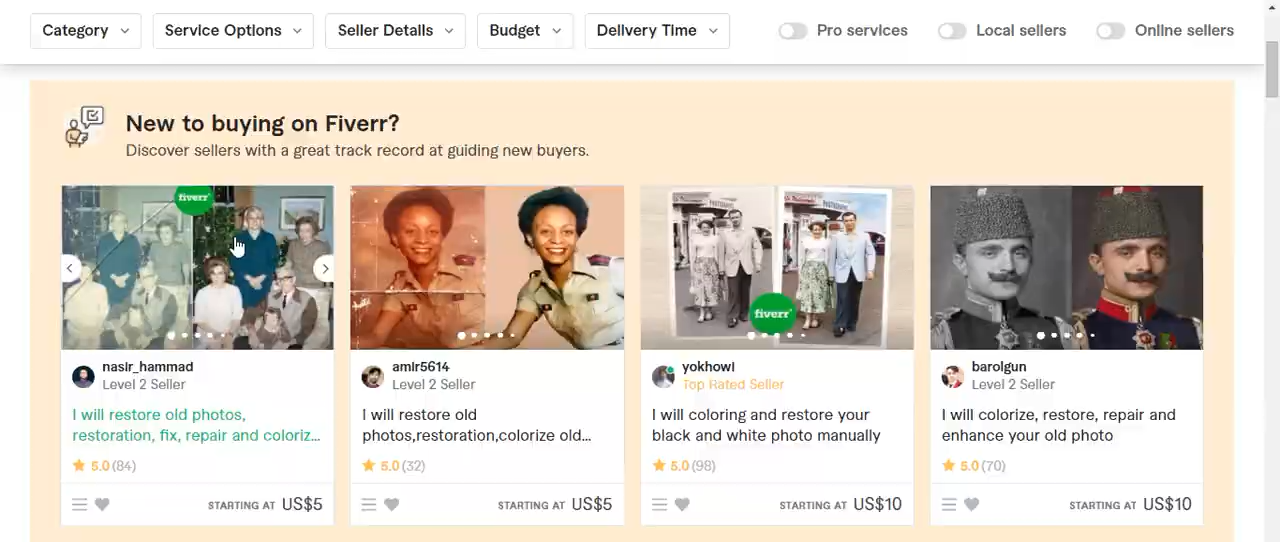 Category Service Options Seller Details Budget Delivery Time Pro services Local sellers Online sellers
New to buying on Fiverr?
Discover sellers with a great track record at guiding new buyers.
fiverr
fiverr
nasir_hammad
Level 2 Seller
I will restore old photos,
restoration, fix, repair and coloriz...
5.0 (84)
STARTING AT US$5
amir5614
Level 2 Seller
I will restore old
photos,restoration,colorize old...
5.0 (32)
STARTING AT US$5
yokhowi
Top Rated Seller
I will coloring and restore your
black and white photo manually
5.0 (98)
STARTING AT US$10
barolgun
Level 2 Seller
I will colorize, restore, repair and
enhance your old photo
5.0 (70)
STARTING AT US$10